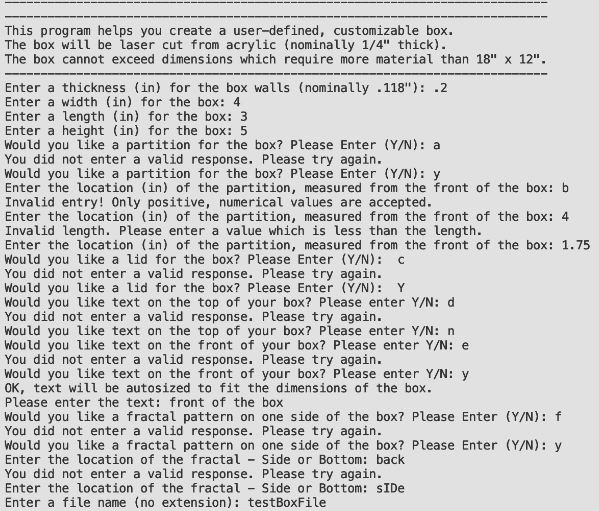 ------------------------------------------------------------------------------
------------------------------------------------------------------------------
This program helps you create a user-defined, customizable box.
The box will be laser cut from acrylic (nominally 1/4" thick).
The box cannot exceed dimensions which require more material than 18" x 12".
------------------------------------------------------------------------------
Enter a thickness (in) for the box walls (nominally .118"): .2
Enter a width (in) for the box: 4
Enter a length (in) for the box: 3
Enter a height (in) for the box: 5
Would you like a partition for the box? Please Enter (Y/N): a
You did not enter a valid response. Please try again.
Would you like a partition for the box? Please Enter (Y/N): y
Enter the location (in) of the partition, measured from the front of the box: b
Invalid entry! Only positive, numerical values are accepted.
Enter the location (in) of the partition, measured from the front of the box: 4
Invalid length. Please enter a value which is less than the length.
Enter the location (in) of the partition, measured from the front of the box: 1.75
Would you like a lid for the box? Please Enter (Y/N):  c
You did not enter a valid response. Please try again.
Would you like a lid for the box? Please Enter (Y/N):  Y
Would you like text on the top of your box? Please enter Y/N: d
You did not enter a valid response. Please try again.
Would you like text on the top of your box? Please enter Y/N: n
Would you like text on the front of your box? Please enter Y/N: e
You did not enter a valid response. Please try again.
Would you like text on the front of your box? Please enter Y/N: y
OK, text will be autosized to fit the dimensions of the box.
Please enter the text: front of the box
Would you like a fractal pattern on one side of the box? Please Enter (Y/N): f
You did not enter a valid response. Please try again.
Would you like a fractal pattern on one side of the box? Please Enter (Y/N): y
Enter the location of the fractal - Side or Bottom: back
You did not enter a valid response. Please try again.
Enter the location of the fractal - Side or Bottom: sIDe
Enter a file name (no extension): testBoxFile